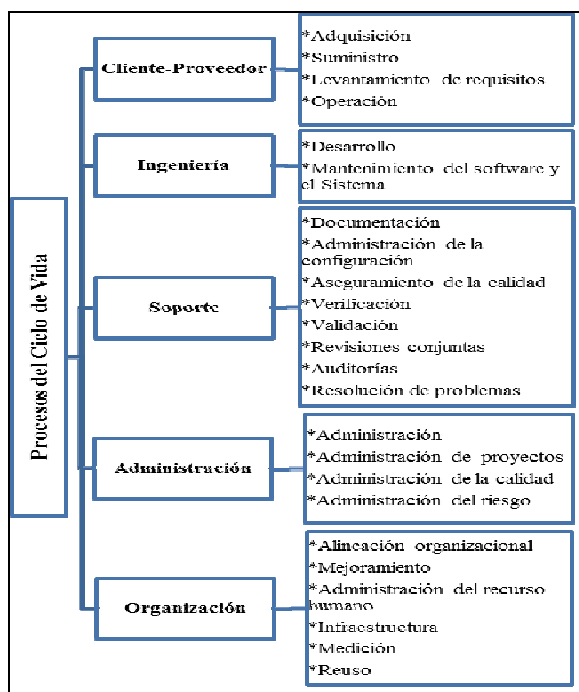 Procesos del Ciclo de Vida
Cliente-Proveedor
*Adquisición
*Suministro
*Levantamiento de requisitos
*Operación
Ingeniería
*Desarrollo
*Mantenimiento del software y
el Sistema
Soporte
*Documentación
*Administración de la
configuración
*Aseguramiento de la calidad
*Verificación
*Validación
*Revisiones conjuntas
*Auditorías
*Resolución de problemas
Administración
*Administración
*Administración de proyectos
*Administración de la calidad
*Administración del riesgo
Organización
*Alineación organizacional
*Mejoramiento
*Administración del recurso
humano
*Infraestructura
*Medición
*Reuso